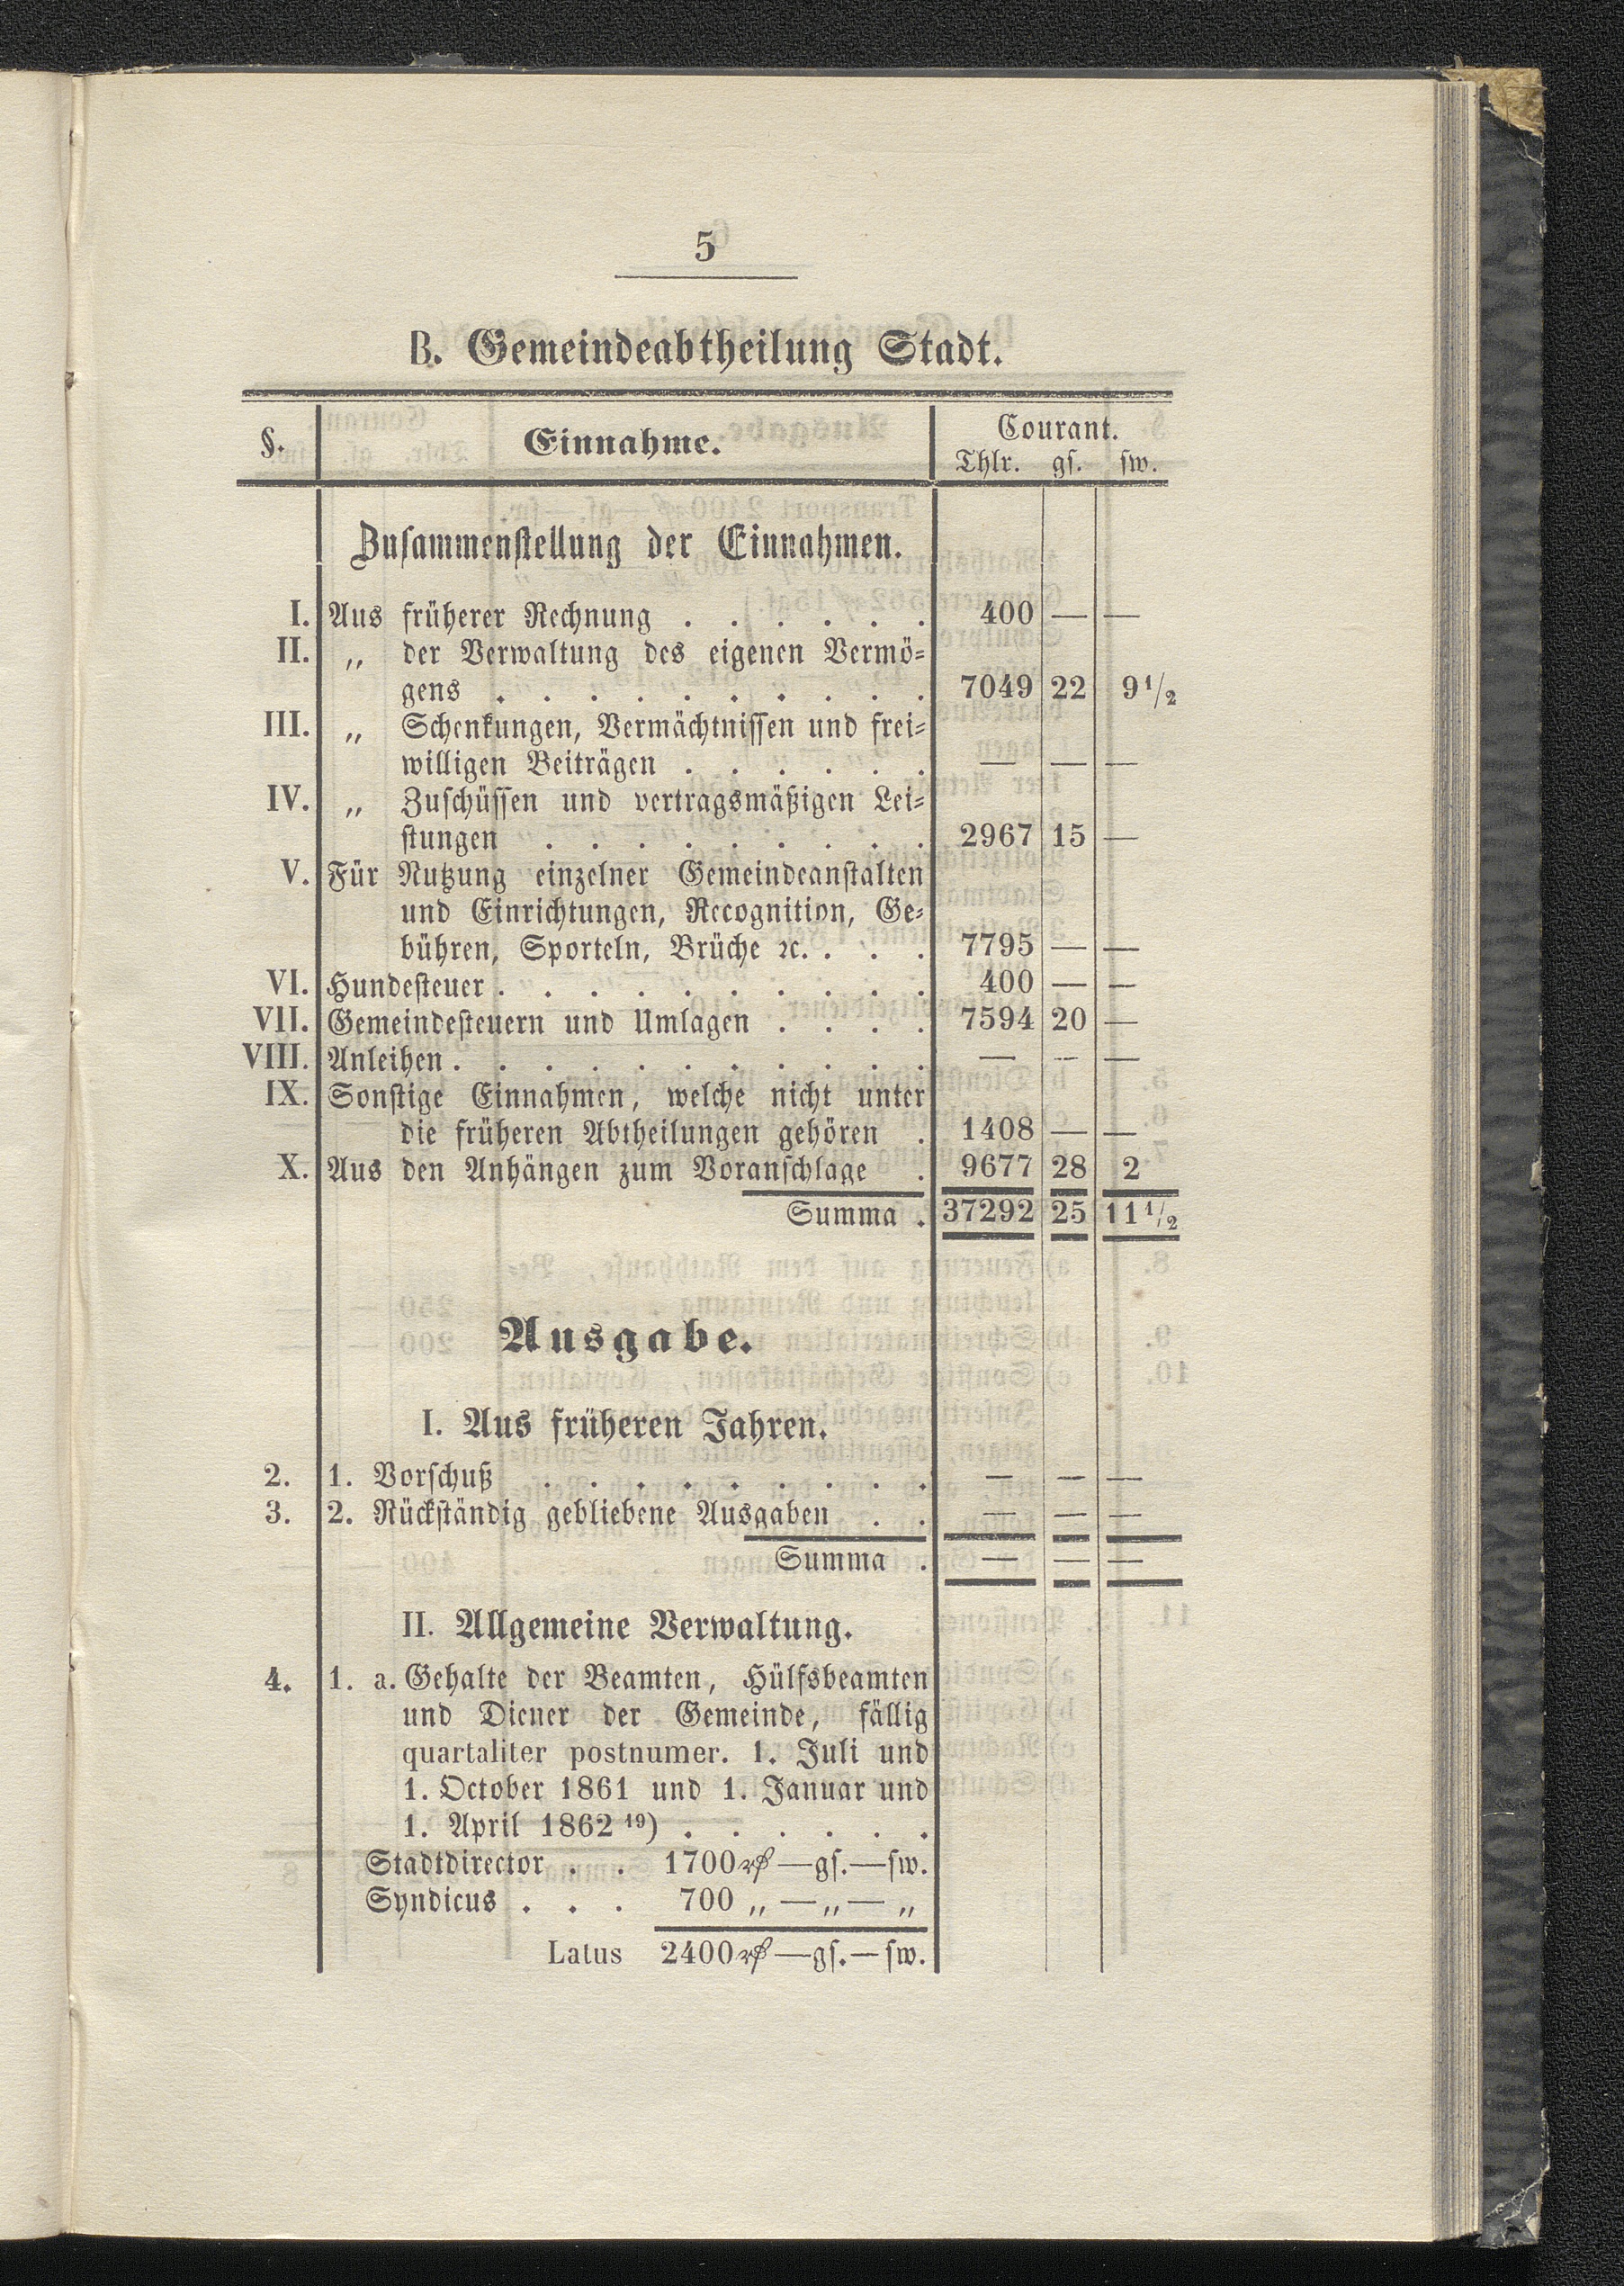 5
B. Gemeindeabtheilung Stadt.
§. Einnahme. Courant.
Thlr. gs. sw.
Zusammenstellung der Einnahmen.
I. Aus früherer Rechnung . . . . . . 400 — —
II. „ der Verwaltung des eigenen Vermö=
gens . . . . . . . . . . 7049 22 9 1/2
III. „ Schenkungen, Vermächtnissen und frei=
willigen Beiträgen . . . . . . — — —
IV. „ Zuschüssen und vertragsmäßigen Lei=
stungen . . . . . . . . . 2967 15 —
V. Für Nutzung einzelner Gemeindeanstalten
und Einrichtungen, Recognition, Ge=
bühren, Sporteln, Brüche ꝛc. . . . 7795 — —
VI. Hundesteuer . . . . . . . . . . 400 — —
VII. Gemeindesteuern und Umlagen . . . . 7594 20 —
VIII. Anleihen . . . . . . . . . . . — — —
IX. Sonstige Einnahmen, welche nicht unter
die früheren Abtheilungen gehören . 1408 — —
X. Aus den Anhängen zum Voranschlage . 9677 28 2
Summa . 37292 25 11 1/2
Ausgabe.
I. Aus früheren Jahren.
2. 1. Vorschuß . . . . . . . . . — — —
3. 2. Rückständig gebliebene Ausgaben . . — — —
Summa . — — —
II. Allgemeine Verwaltung.
4. 1. a. Gehalte der Beamten, Hülfsbeamten
und Diener der Gemeinde, fällig
quartaliter postnumer. 1. Juli und
1. October 1861 und 1. Januar und
1. April 1862 19) . . . . . .
Stadtdirector . . 1700 ₰ — gs. — sw.
Syndicus . . . 700 „ — „ — „
Latus 2400 ₰ — gs. — sw.